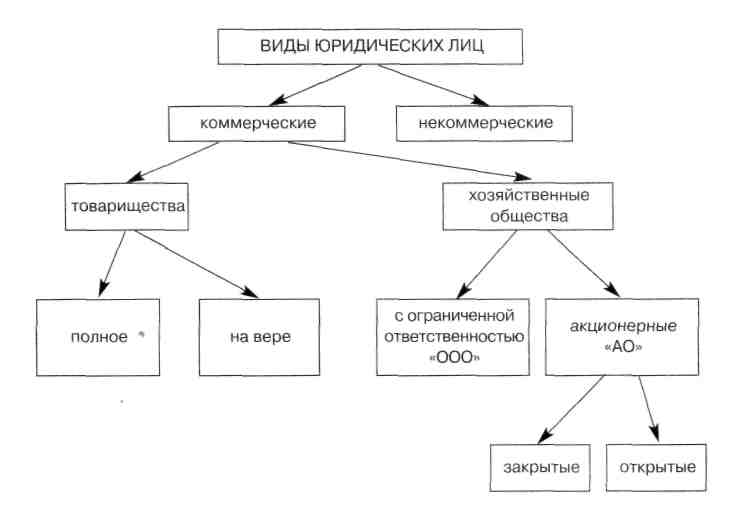 ВИДЫ ЮРИДИЧЕСКИХ ЛИЦ
коммерческие
некоммерческие
товарищества
хозяйственные
общества
полное
на вере
с ограниченной
ответственностью
«ООО»
акционерные
«АО»
закрытые
открытые